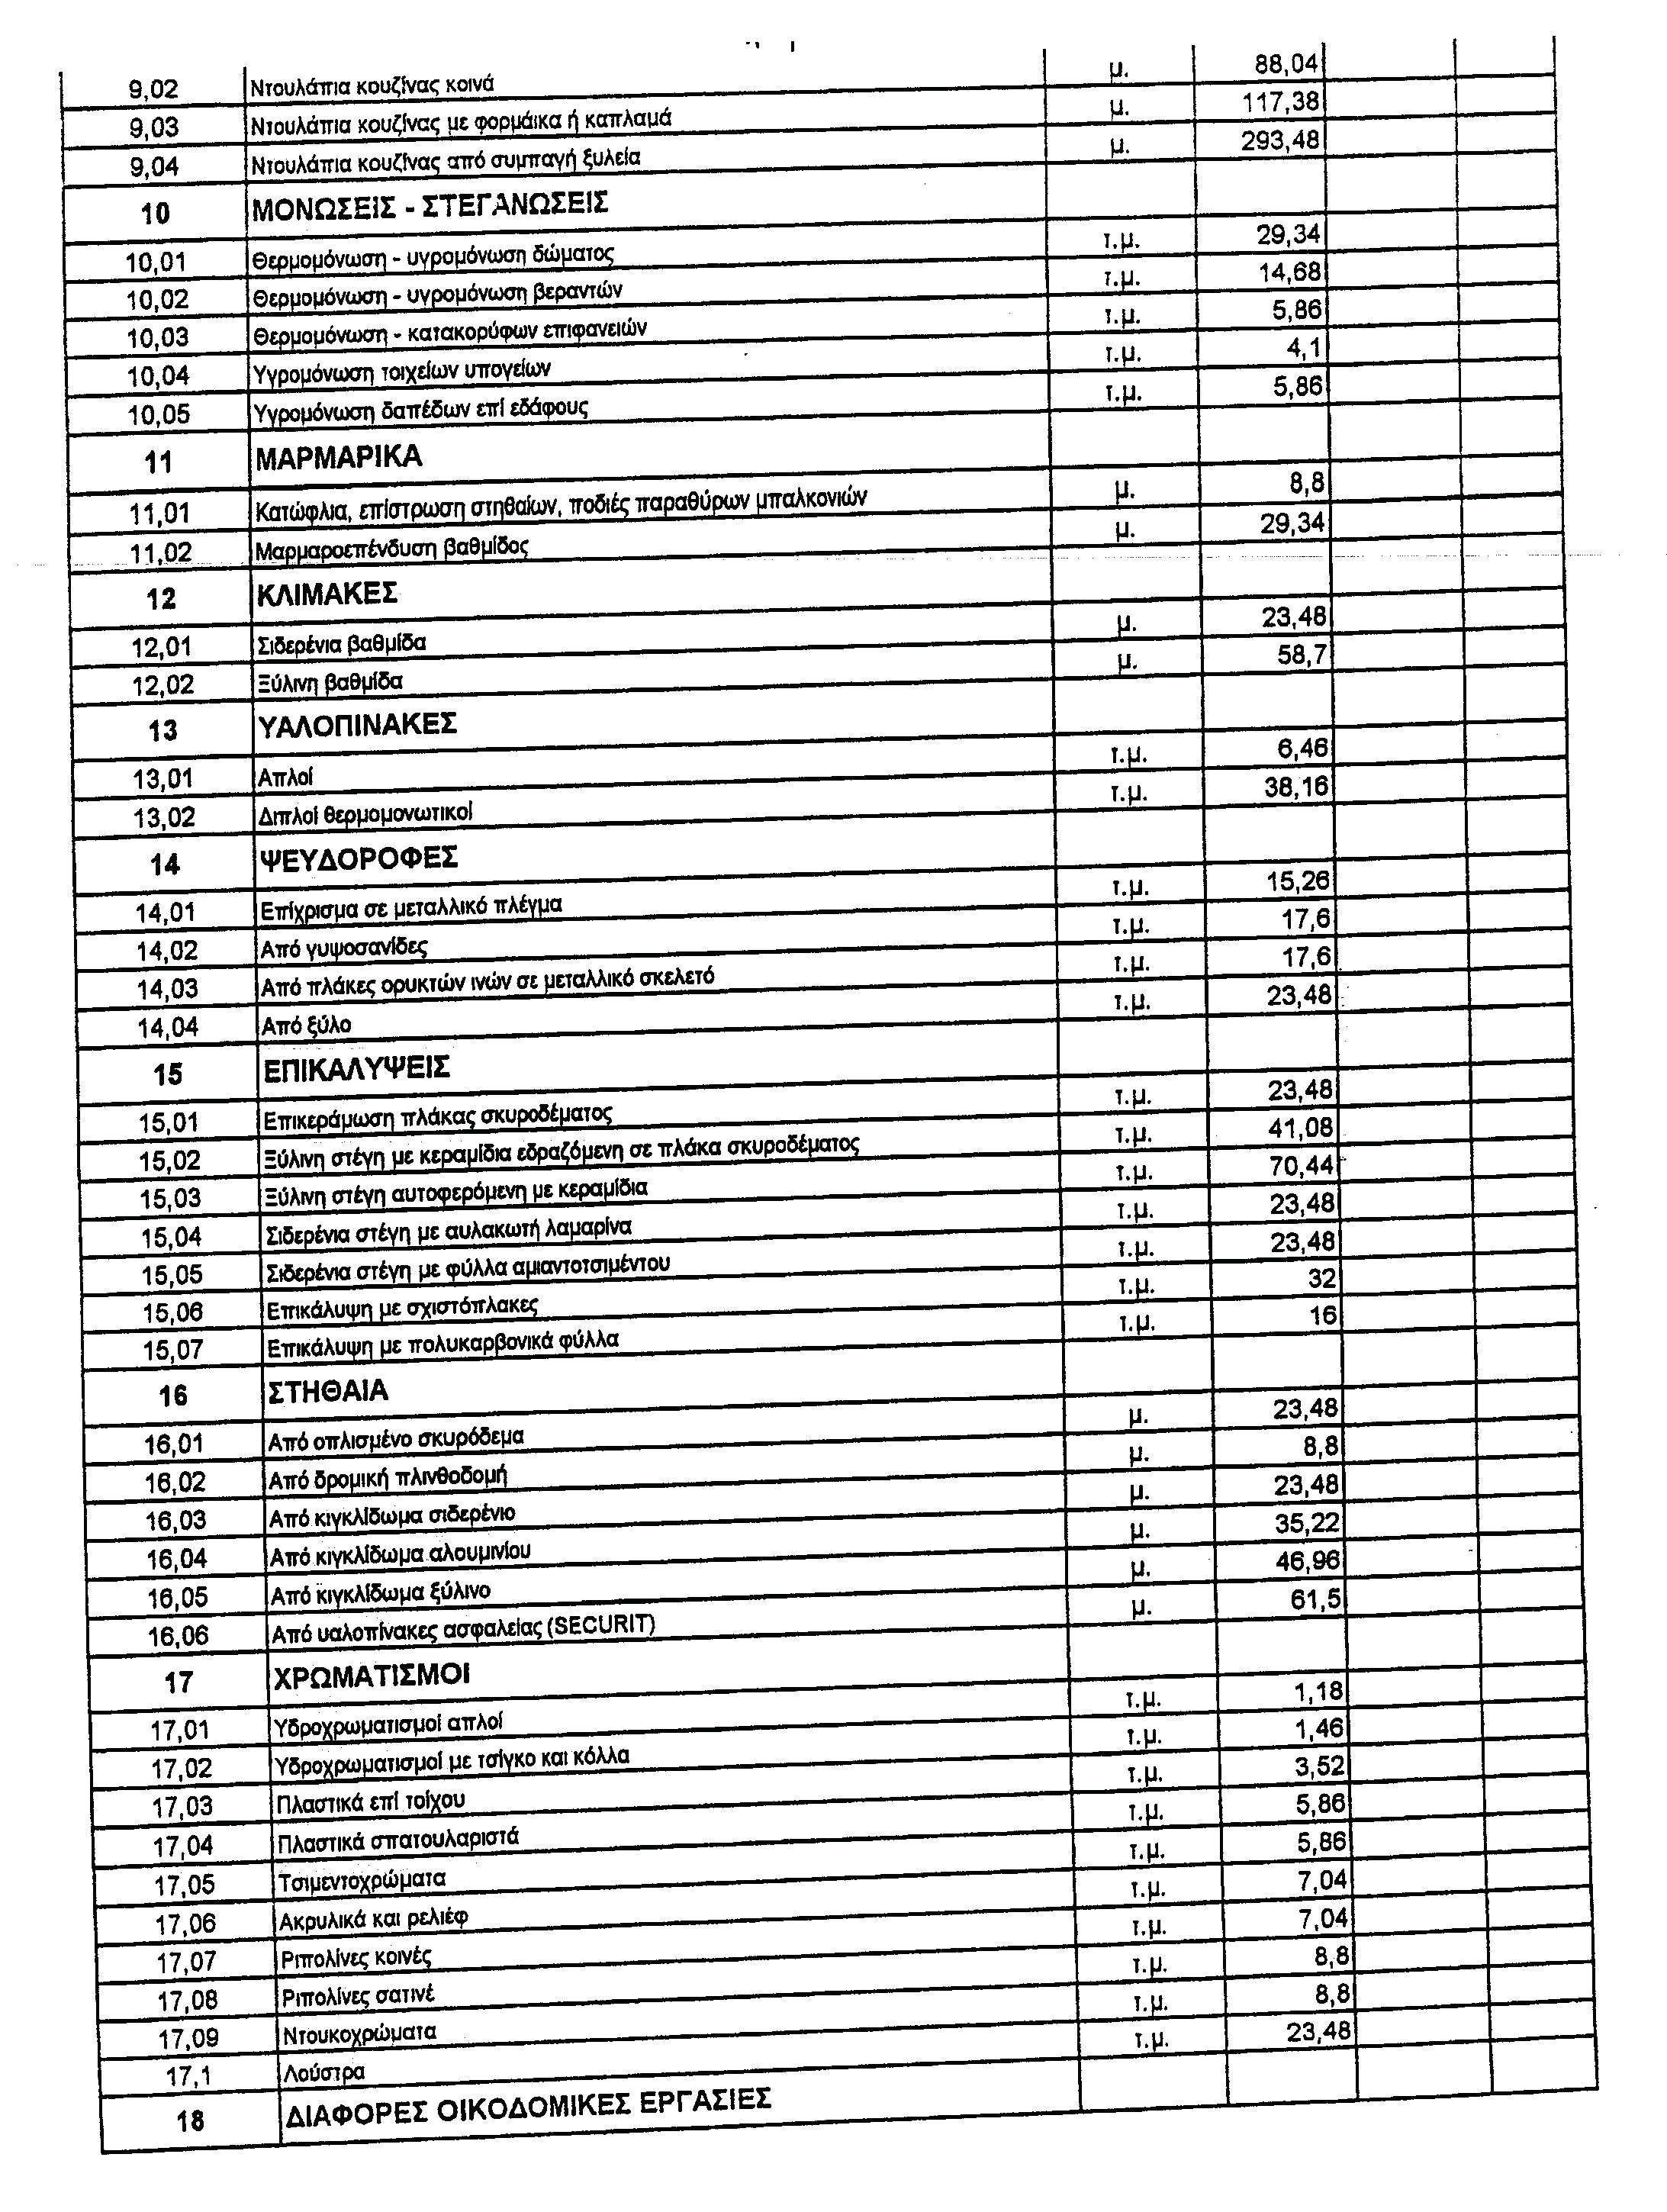 9,02 Ντουλάπια κουζίνας κοινά μ. 88,04
9,03 Ντουλάπια κουζίνας με φορμάικα ή καπλαμά μ. 117,38
9,04 Ντουλάπια κουζίνας από συμπαγή ξυλεία μ. 293,48
10 ΜΟΝΩΣΕΙΣ - ΣΤΕΓΑΝΩΣΕΙΣ
10,01 Θερμομόνωση - υγρομόνωση δώματος τ.μ. 29,34
10,02 Θερμομόνωση - υγρομόνωση βεραντών τ.μ. 14,68
10,03 Θερμομόνωση - κατακορύφων επιφανειών τ.μ. 5,86
10,04 Υγρομόνωση τοιχείων υπογείων τ.μ. 4,1
10,05 Υγρομόνωση δαπέδων επί εδάφους τ.μ. 5,86
11 ΜΑΡΜΑΡΙΚΑ
11,01 Κατώφλια, επίστρωση στηθαίων, ποδιές παραθύρων μπαλκονιών μ. 8,8
11,02 Μαρμαροεπένδυση βαθμίδος μ. 29,34
12 ΚΛΙΜΑΚΕΣ
12,01 Σιδερένια βαθμίδα μ. 23,48
12,02 Ξύλινη βαθμίδα μ. 58,7
13 ΥΑΛΟΠΙΝΑΚΕΣ
13,01 Απλοί τ.μ. 6,46
13,02 Διπλοί θερμομονωτικοί τ.μ. 38,16
14 ΨΕΥΔΟΡΟΦΕΣ
14,01 Επίχρισμα σε μεταλλικό πλέγμα τ.μ. 15,26
14,02 Από γυψοσανίδες τ.μ. 17,6
14,03 Από πλάκες ορυκτών ινών σε μεταλλικό σκελετό τ.μ. 17,6
14,04 Από ξύλο τ.μ. 23,48
15 ΕΠΙΚΑΛΥΨΕΙΣ
15,01 Επικεράμωση πλάκας σκυροδέματος τ.μ. 23,48
15,02 Ξύλινη στέγη με κεραμίδια εδραζόμενη σε πλάκα σκυροδέματος τ.μ. 41,08
15,03 Ξύλινη στέγη αυτοφερόμενη με κεραμίδια τ.μ. 70,44
15,04 Σιδερένια στέγη με αυλακωτή λαμαρίνα τ.μ. 23,48
15,05 Σιδερένια στέγη με φύλλα αμιαντοτσιμέντου τ.μ. 23,48
15,06 Επικάλυψη με σχιστόπλακες τ.μ. 32
15,07 Επικάλυψη με πολυκαρβονικά φύλλα τ.μ. 16
16 ΣΤΗΘΑΙΑ
16,01 Από οπλισμένο σκυρόδεμα μ. 23,48
16,02 Από δρομική πλινθοδομή μ. 8,8
16,03 Από κιγκλίδωμα σιδερένιο μ. 23,48
16,04 Από κιγκλίδωμα αλουμινίου μ. 35,22
16,05 Από κιγκλίδωμα ξύλινο μ. 46,96
16,06 Από υαλοπίνακες ασφαλείας (SECURIT) μ. 61,5
17 ΧΡΩΜΑΤΙΣΜΟΙ
17,01 Υδροχρωματισμοί απλοί τ.μ. 1,18
17,02 Υδροχρωματισμοί με τσίγκο και κόλλα τ.μ. 1,46
17,03 Πλαστικά επί τοίχου τ.μ. 3,52
17,04 Πλαστικά σπατουλαριστά τ.μ. 5,86
17,05 Τσιμεντοχρώματα τ.μ. 5,86
17,06 Ακρυλικά και ρελιέφ τ.μ. 7,04
17,07 Ριπολίνες κοινές τ.μ. 7,04
17,08 Ριπολίνες σατινέ τ.μ. 8,8
17,09 Ντουκοχρώματα τ.μ. 8,8
17,1 Λούστρα τ.μ. 23,48
18 ΔΙΑΦΟΡΕΣ ΟΙΚΟΔΟΜΙΚΕΣ ΕΡΓΑΣΙΕΣ